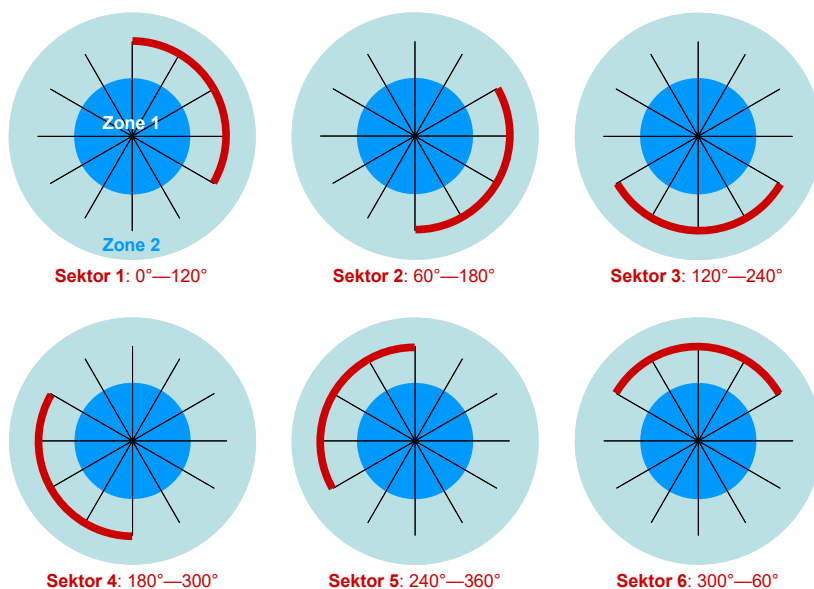 Zone 1
Zone 2
Sektor 1: 0°—120°
Sektor 2: 60°—180°
Sektor 3: 120°—240°
Sektor 4: 180°—300°
Sektor 5: 240°—360°
Sektor 6: 300°—60°